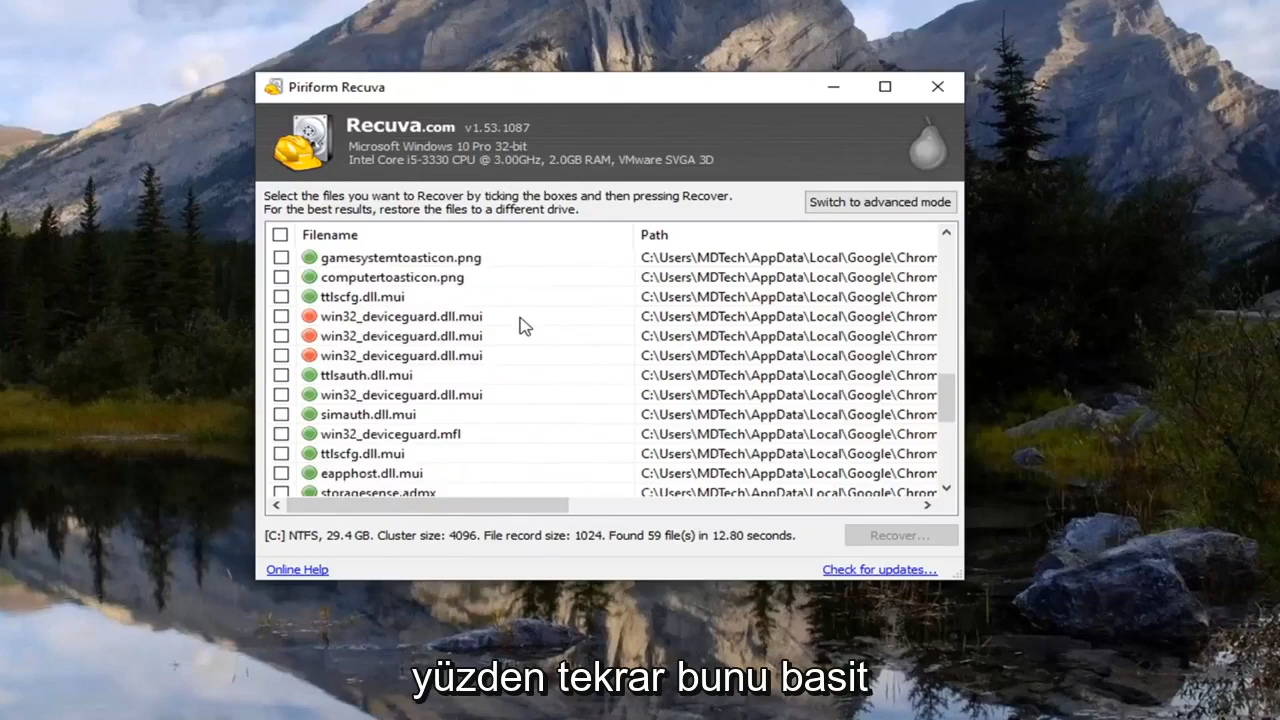 Piriform Recuva
Recuva.com v1.53.1087
Microsoft Windows 10 Pro 32-bit
Intel Core i5-3330 CPU @ 3.00GHz, 2.0GB RAM, VMware SVGA 3D
Select the files you want to Recover by ticking the boxes and then pressing Recover.
For the best results, restore the files to a different drive.
Switch to advanced mode
Filename Path
gamesystemtoasticon.png C:\Users\MDTech\AppData\Local\Google\Chrom
computertoasticon.png C:\Users\MDTech\AppData\Local\Google\Chrom
ttlscfg.dll.mui C:\Users\MDTech\AppData\Local\Google\Chrom
win32_deviceguard.dll.mui C:\Users\MDTech\AppData\Local\Google\Chrom
win32_deviceguard.dll.mui C:\Users\MDTech\AppData\Local\Google\Chrom
win32_deviceguard.dll.mui C:\Users\MDTech\AppData\Local\Google\Chrom
ttlsauth.dll.mui C:\Users\MDTech\AppData\Local\Google\Chrom
win32_deviceguard.dll.mui C:\Users\MDTech\AppData\Local\Google\Chrom
simauth.dll.mui C:\Users\MDTech\AppData\Local\Google\Chrom
win32_deviceguard.mfl C:\Users\MDTech\AppData\Local\Google\Chrom
ttlscfg.dll.mui C:\Users\MDTech\AppData\Local\Google\Chrom
eapphost.dll.mui C:\Users\MDTech\AppData\Local\Google\Chrom
storagesense.admx C:\Users\MDTech\AppData\Local\Google\Chrom
[C:] NTFS, 29.4 GB. Cluster size: 4096. File record size: 1024. Found 59 file(s) in 12.80 seconds.
Recover...
Online Help
Check for updates...
yüzden tekrar bunu basit